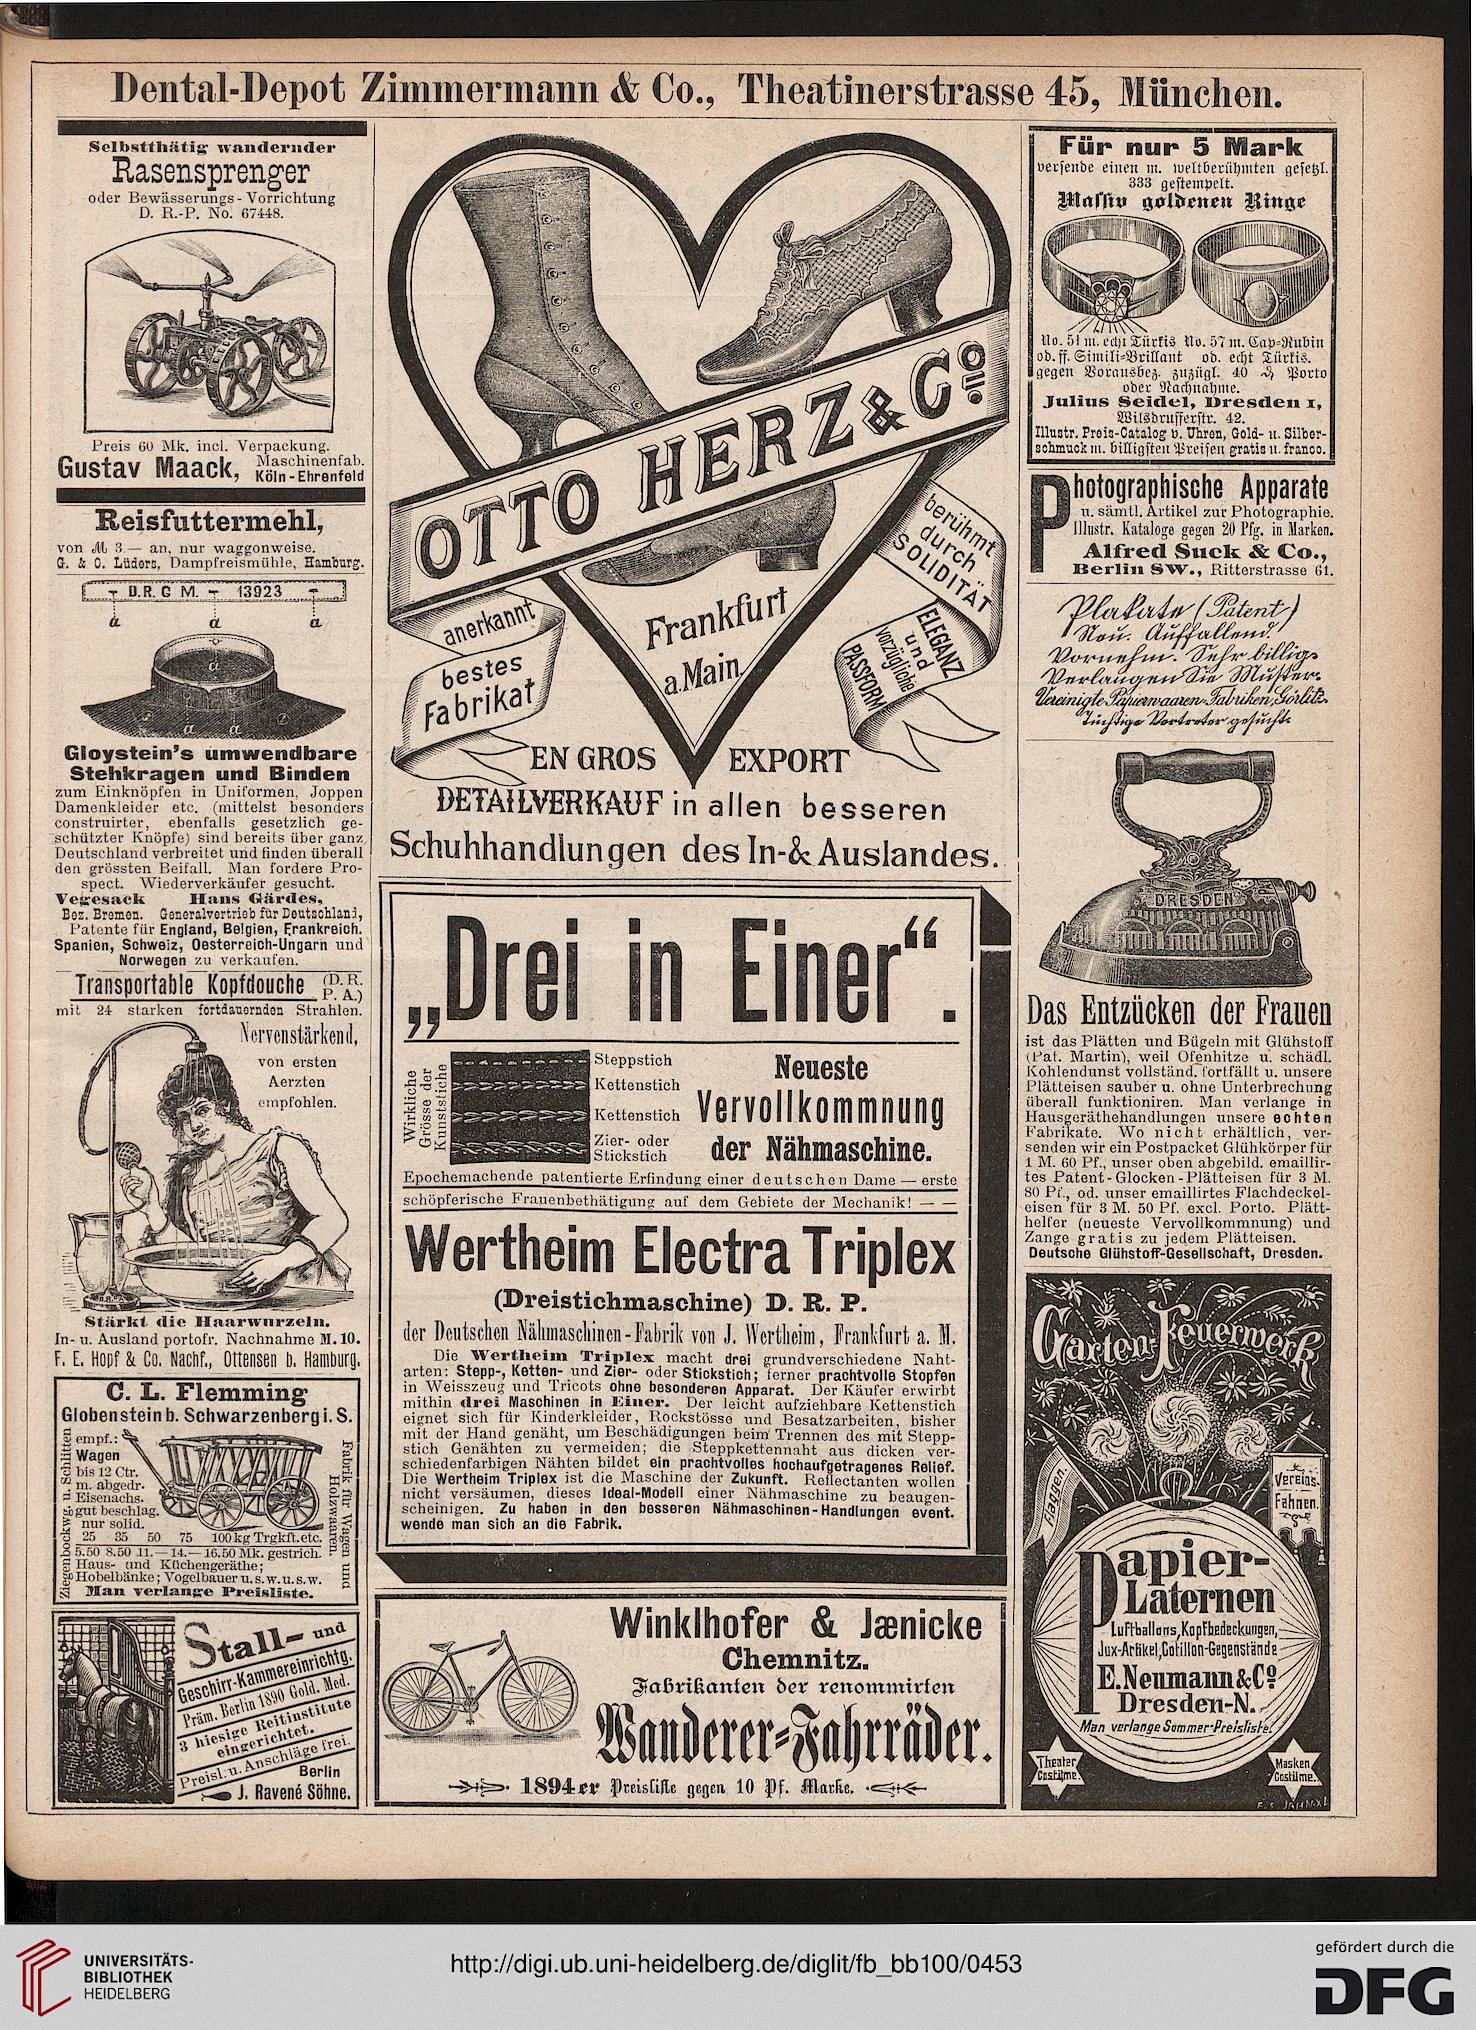 Dental-Depot Zimmermann & Co., Theatinerstrasse 45, München.
Selbstthätig wandernder
Rasensprenger
oder Bewässerungs-Vorrichtung
D. R.-P. No. 67448.
Preis 60 Mk. incl. Verpackung.
Gustav Maack, Maschinenfab.
Köln-Ehrenfeld
Reisfuttermehl,
von M 3.— an, nur waggonweise.
G. & O. Lüders, Dampfreismühle, Hamburg.
D.R.G M. 13923
a a a
a
a a
Gloystein's umwendbare
Stehkragen und Binden
zum Einknöpfen in Uniformen, Joppen
Damenkleider etc. (mittelst besonders
construirter, ebenfalls gesetzlich ge-
schützter Knöpfe) sind bereits über ganz
Deutschland verbreitet und finden überall
den grössten Beifall. Man fordere Pro-
spect. Wiederverkäufer gesucht.
Vegesack Hans Gärdes,
Bez. Bremen. Generalvertrieb für Deutschland,
Patente für England, Belgien, Frankreich.
Spanien, Schweiz, Oesterreich-Ungarn und
Norwegen zu verkaufen.
Transportable Kopfdouche (D. R.
P. A.)
mit 24 starken fortdauernden Strahlen.
Nervenstärkend,
von ersten
Aerzten
empfohlen.
Stärkt die Haarwurzeln.
In- u. Ausland portofr. Nachnahme M. 10.
F. E. Hopf & Co. Nachf., Ottensen b. Hamburg.
C. L. Flemming
Globenstein b. Schwarzenberg i. S.
empf.:
Wagen
bis 12 Ctr.
m. abgedr.
Eisenachs.
gut beschlag.
nur solid.
25 35 50 75 100 kg Trgkft. etc.
5.50 8.50 11.— 14.— 16.50 Mk. gestrich.
Haus- und Küchengeräthe;
Hobelbänke; Vogelbauer u. s. w. u. s. w.
Man verlange Preisliste.
Ziegenbockwg. u. Schlitten
Fabrik für Wagen und
Holzwaaren.
Stall- und
Geschirr-Kammereinrichtg.
Präm. Berlin 1890 Gold. Med.
3 hiesige Reitinstitute
eingerichtet.
Preisl. u. Anschläge frei.
Berlin
J. Ravené Söhne.
OTTO HERZ & Co
anerkannt
bestes
Fabrikat
Frankfurt
a. Main
berühmt
durch
SOLIDITÄT
ELEGANZ
und
vorzügliche
PASSFORM
EN GROS EXPORT
DETAILVERKAUF in allen besseren
Schuhhandlungen des In-& Auslandes.
„Drei in Einer“.
Wirkliche
Grösse der
Kunststiche
Steppstich
Kettenstich
Kettenstich
Zier- oder
Stickstich
Neueste
Vervollkommnung
der Nähmaschine.
Epochemachende patentierte Erfindung einer deutschen Dame — erste
schöpferische Frauenbethätigung auf dem Gebiete der Mechanik! — —
Wertheim Electra Triplex
(Dreistichmaschine) D. R. P.
der Deutschen Nähmaschinen-Fabrik von J. Wertheim, Frankfurt a. M.
Die Wertheim Triplex macht drei grundverschiedene Naht-
arten: Stepp-, Ketten- und Zier- oder Stickstich; ferner prachtvolle Stopfen
in Weisszeug und Tricots ohne besonderen Apparat. Der Käufer erwirbt
mithin drei Maschinen in Einer. Der leicht aufziehbare Kettenstich
eignet sich für Kinderkleider, Rockstösse und Besatzarbeiten, bisher
mit der Hand genäht, um Beschädigungen beim Trennen des mit Stepp-
stich Genähten zu vermeiden; die Steppkettennaht aus dicken ver-
schiedenfarbigen Nähten bildet ein prachtvolles hochaufgetragenes Relief.
Die Wertheim Triplex ist die Maschine der Zukunft. Reflectanten wollen
nicht versäumen, dieses Ideal-Modell einer Nähmaschine zu beaugen-
scheinigen. Zu haben in den besseren Nähmaschinen-Handlungen event.
wende man sich an die Fabrik.
Winklhofer & Jænicke
Chemnitz.
Fabrikanten der renommirten
Wanderer-Fahrräder.
1894er Preisliste gegen 10 Pf. Marke.
Für nur 5 Mark
versende einen m. weltberühmten gesetzl.
333 gestempelt.
Massiv goldenen Ringe
No. 51 m. echt Türkis No. 57 m. Cap-Rubin
ob. ff. Simili-Brillant ob. echt Türkis.
gegen Vorausbez. zuzügl. 40 ₰ Porto
oder Nachnahme.
Julius Seidel, Dresden I,
Wilsdrufferstr. 42.
Illustr. Preis-Catalog v. Uhren, Gold- u. Silber-
schmuck m. billigsten Preisen gratis u. franco.
Photographische Apparate
u. sämtl. Artikel zur Photographie.
Illustr. Kataloge gegen 20 Pfg. in Marken.
Alfred Suck & Co.,
Berlin SW., Ritterstrasse 61.
Plakate (Patent)
Neu. Auffallend.
Vornehm. Sehr billig.
Verlangen Sie Muster.
Vereinigte Papierwaaren-Fabriken, Görlitz.
Tüchtige Vertreter gesucht.
DRESDEN
Das Entzücken der Frauen
ist das Plätten und Bügeln mit Glühstoff
(Pat. Martin), weil Ofenhitze u. schädl.
Kohlendunst vollständ. fortfällt u. unsere
Plätteisen sauber u. ohne Unterbrechung
überall funktioniren. Man verlange in
Hausgeräthehandlungen unsere echten
Fabrikate. Wo nicht erhältlich, ver-
senden wir ein Postpacket Glühkörper für
1 M. 60 Pf., unser oben abgebild. emaillir-
tes Patent-Glocken-Plätteisen für 3 M.
80 Pf., od. unser emaillirtes Flachdeckel-
eisen für 3 M. 50 Pf. excl. Porto. Plätt-
helfer (neueste Vervollkommnung) und
Zange gratis zu jedem Plätteisen.
Deutsche Glühstoff-Gesellschaft, Dresden.
Garten-Feuerwerk
Flaggen.
Vereins-
Fahnen.
Papier-
Laternen
Luftballons, Kopfbedeckungen,
Jux-Artikel, Cotillon-Gegenstände
E. Neumann & Co
Dresden-N.
Man verlange Sommer-Preisliste.
Theater
Costüme.
Masken
Costüme.
UNIVERSITÄTS-
BIBLIOTHEK
HEIDELBERG
http://digi.ub.uni-heidelberg.de/diglit/fb_bb100/0453
gefördert durch die
DFG